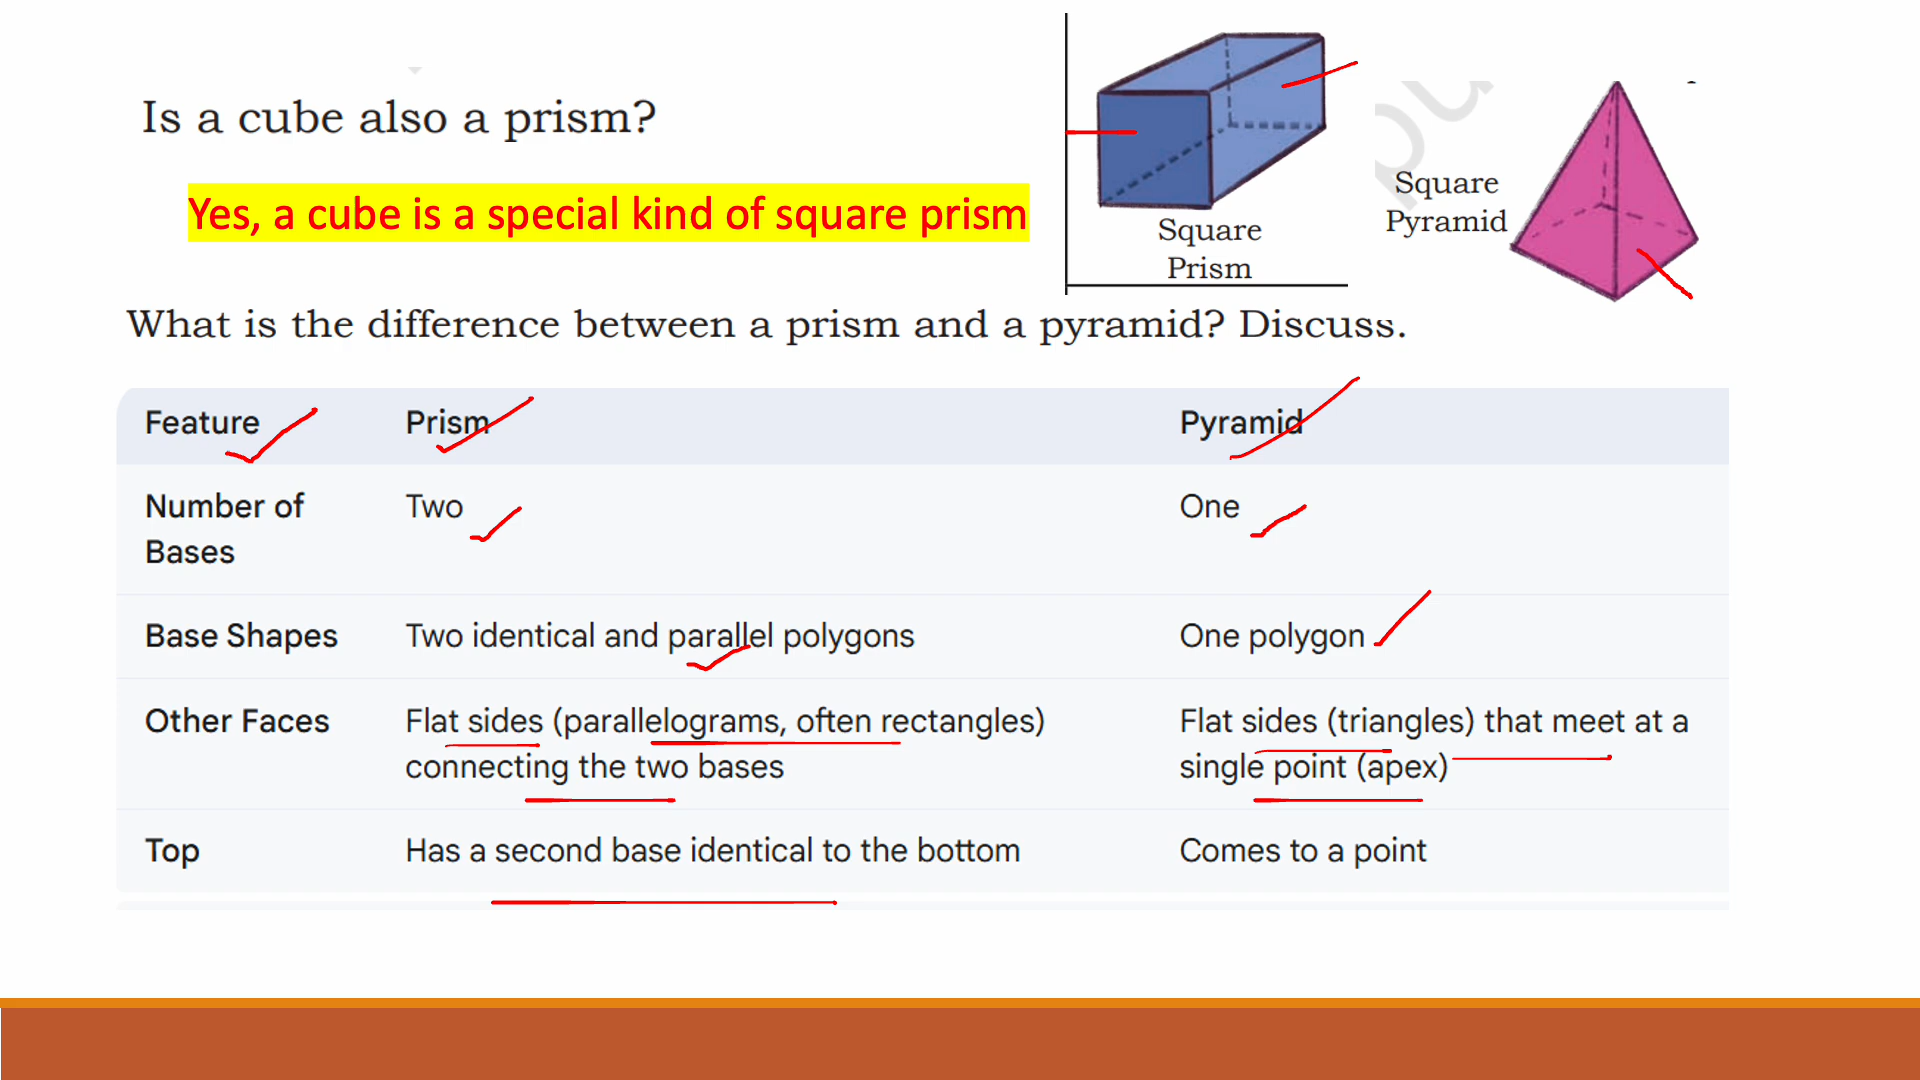 Is a cube also a prism?
Yes, a cube is a special kind of square prism
Square
Prism
Square
Pyramid
What is the difference between a prism and a pyramid? Discuss.
Feature Prism Pyramid
Number of Two One
Bases
Base Shapes Two identical and parallel polygons One polygon
Other Faces Flat sides (parallelograms, often rectangles) Flat sides (triangles) that meet at a
connecting the two bases single point (apex)
Top Has a second base identical to the bottom Comes to a point